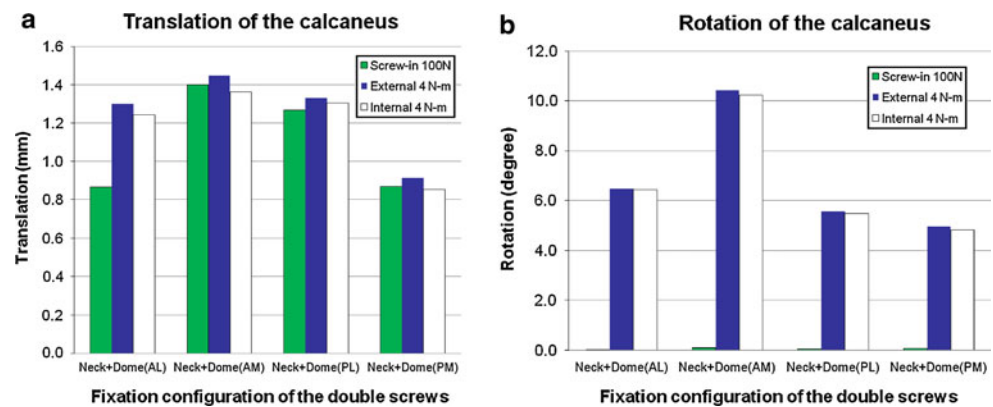 a
Translation of the calcaneus
1.6
1.4
1.2
1.0
0.8
0.6
0.4
0.2
0.0
Translation (mm)
Screw-in 100N
External 4 N-m
Internal 4 N-m
Neck+Dome(AL) Neck+Dome(AM) Neck+Dome(PL) Neck+Dome(PM)
Fixation configuration of the double screws
b
Rotation of the calcaneus
12.0
10.0
8.0
6.0
4.0
2.0
0.0
Rotation (degree)
Screw-in 100N
External 4 N-m
Internal 4 N-m
Neck+Dome(AL) Neck+Dome(AM) Neck+Dome(PL) Neck+Dome(PM)
Fixation configuration of the double screws